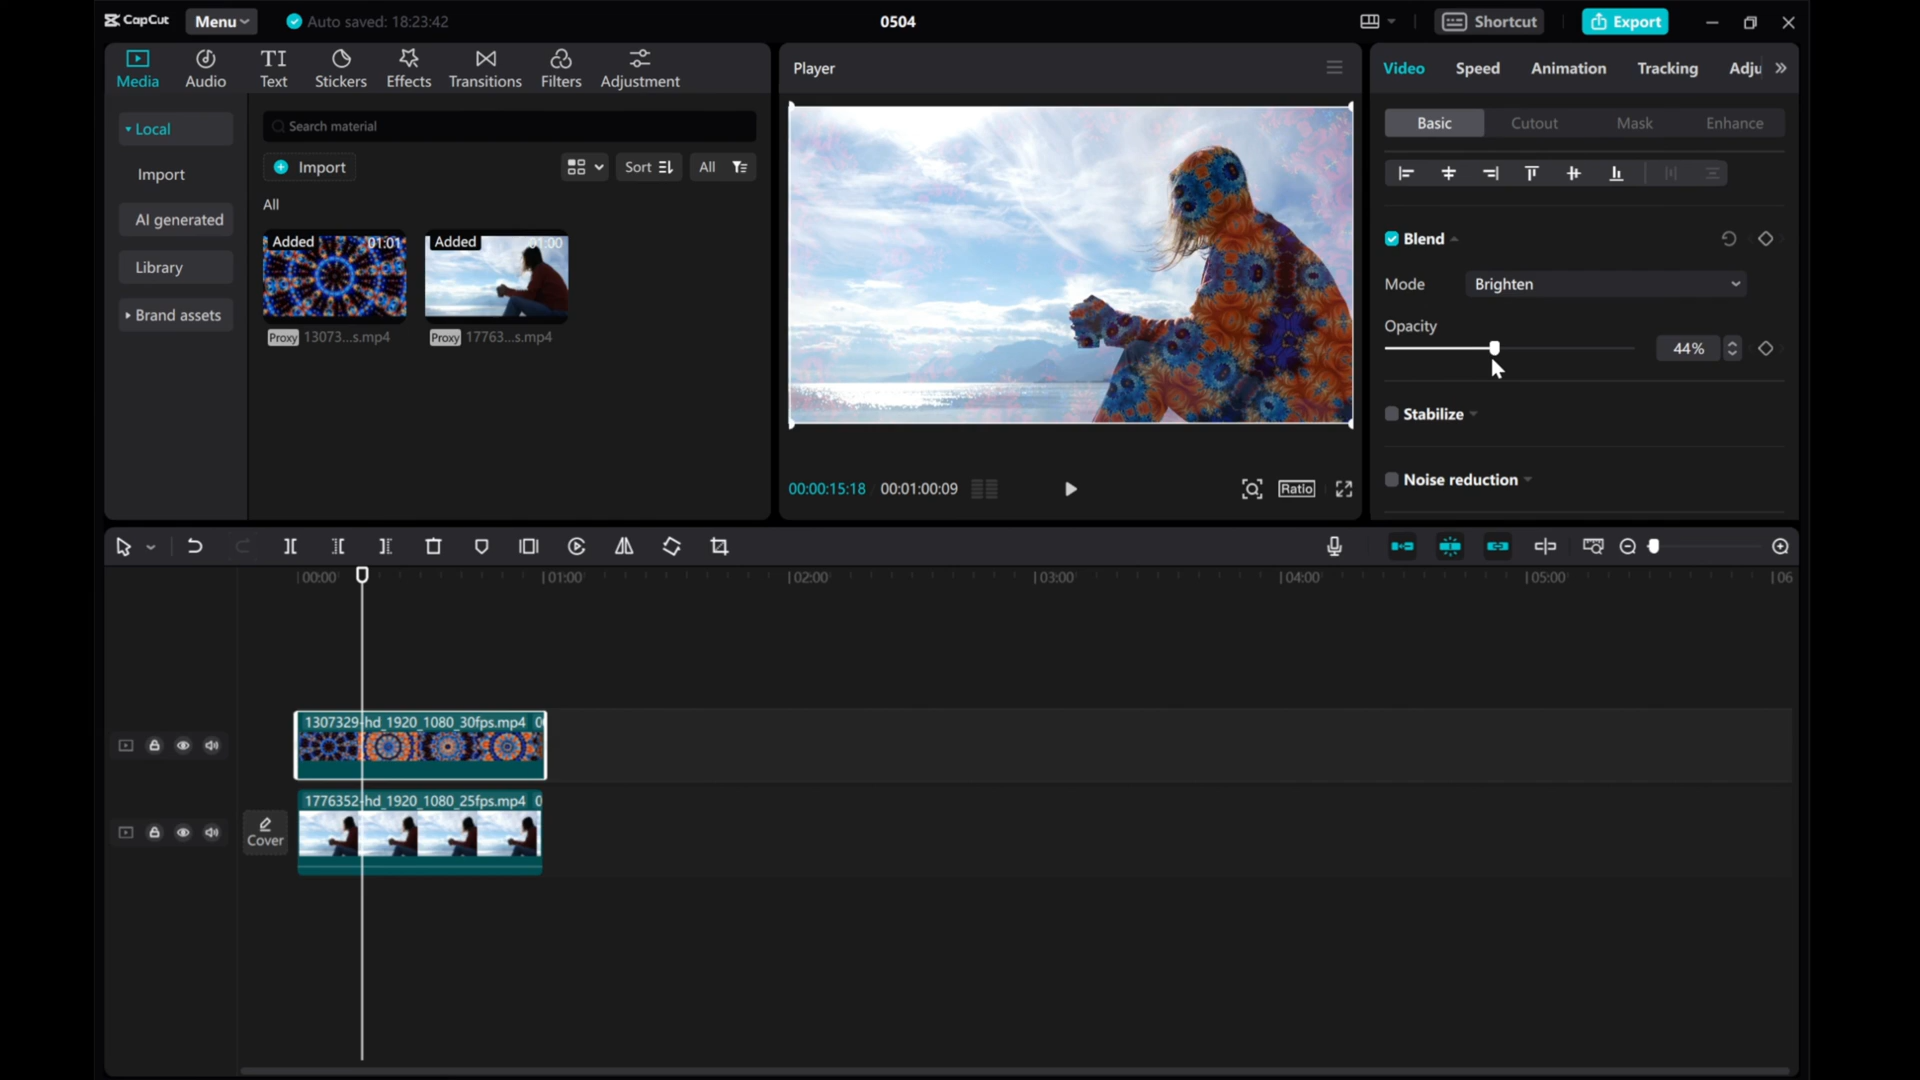 CapCut
Menu
Auto saved: 18:23:42
0504
Shortcut
Export
Media
Audio
Text
Stickers
Effects
Transitions
Filters
Adjustment
Player
Video
Speed
Animation
Tracking
Adju
Local
Import
AI generated
Library
Brand assets
Search material
Import
Sort
All
All
Added
01:01
Added
01:00
Proxy 13073...s.mp4
Proxy 17763...s.mp4
Basic
Cutout
Mask
Enhance
Blend
Mode
Brighten
Opacity
44%
Stabilize
Noise reduction
00:00:15:18
00:01:00:09
Ratio
00:00
01:00
02:00
03:00
04:00
05:00
06
1307329-hd_1920_1080_30fps.mp4 0
1776352-hd_1920_1080_25fps.mp4 0
Cover